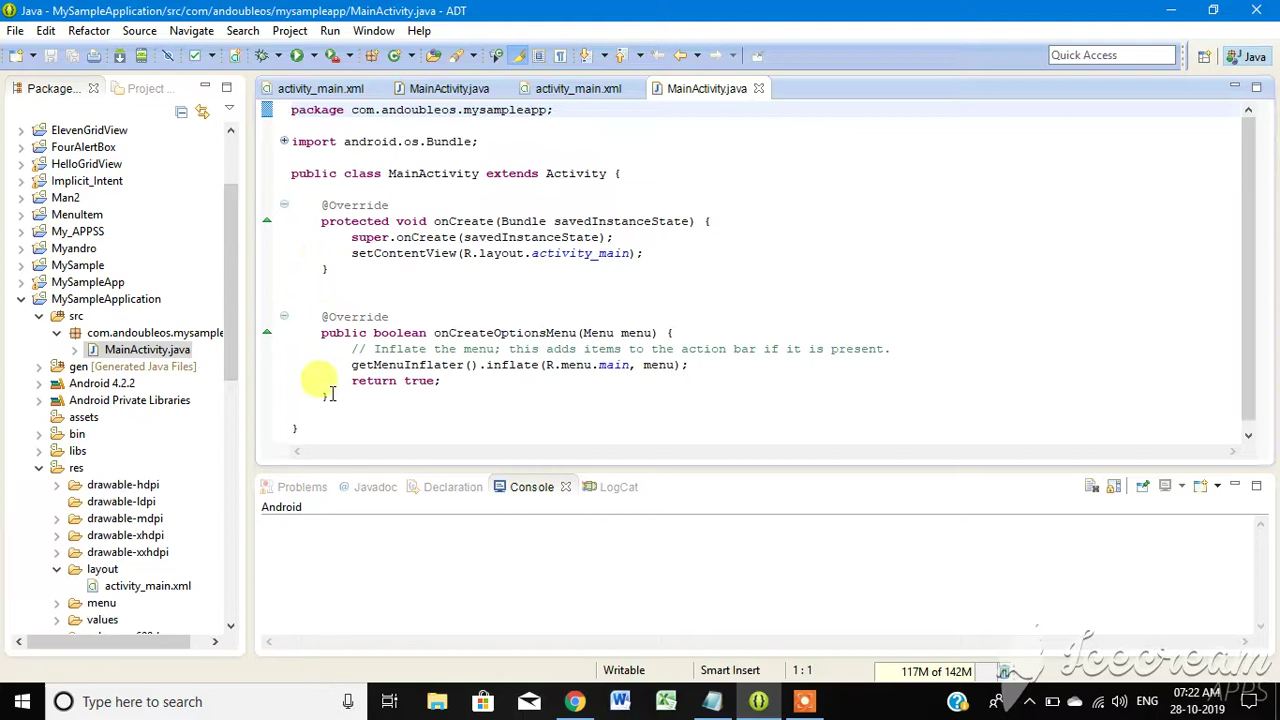 Java - MySampleApplication/src/com/andoubleos/mysampleapp/MainActivity.java - ADT
File Edit Refactor Source Navigate Search Project Run Window Help
Quick Access
Java
Package...
Project ...
activity_main.xml
MainActivity.java
activity_main.xml
MainActivity.java
ElevenGridView
FourAlertBox
HelloGridView
Implicit_Intent
Man2
MenuItem
My_APPSS
Myandro
MySample
MySampleApp
MySampleApplication
src
com.andoubleos.mysample
MainActivity.java
gen [Generated Java Files]
Android 4.2.2
Android Private Libraries
assets
bin
libs
res
drawable-hdpi
drawable-ldpi
drawable-mdpi
drawable-xhdpi
drawable-xxhdpi
layout
activity_main.xml
menu
values
package com.andoubleos.mysampleapp;
import android.os.Bundle;
public class MainActivity extends Activity {
@Override
protected void onCreate(Bundle savedInstanceState) {
super.onCreate(savedInstanceState);
setContentView(R.layout.activity_main);
}
@Override
public boolean onCreateOptionsMenu(Menu menu) {
// Inflate the menu; this adds items to the action bar if it is present.
getMenuInflater().inflate(R.menu.main, menu);
return true;
}
}
Problems Javadoc Declaration Console LogCat
Android
Writable Smart Insert 1 : 1 117M of 142M
Icecream
APPS
Type here to search
ENG
07:22 AM
28-10-2019